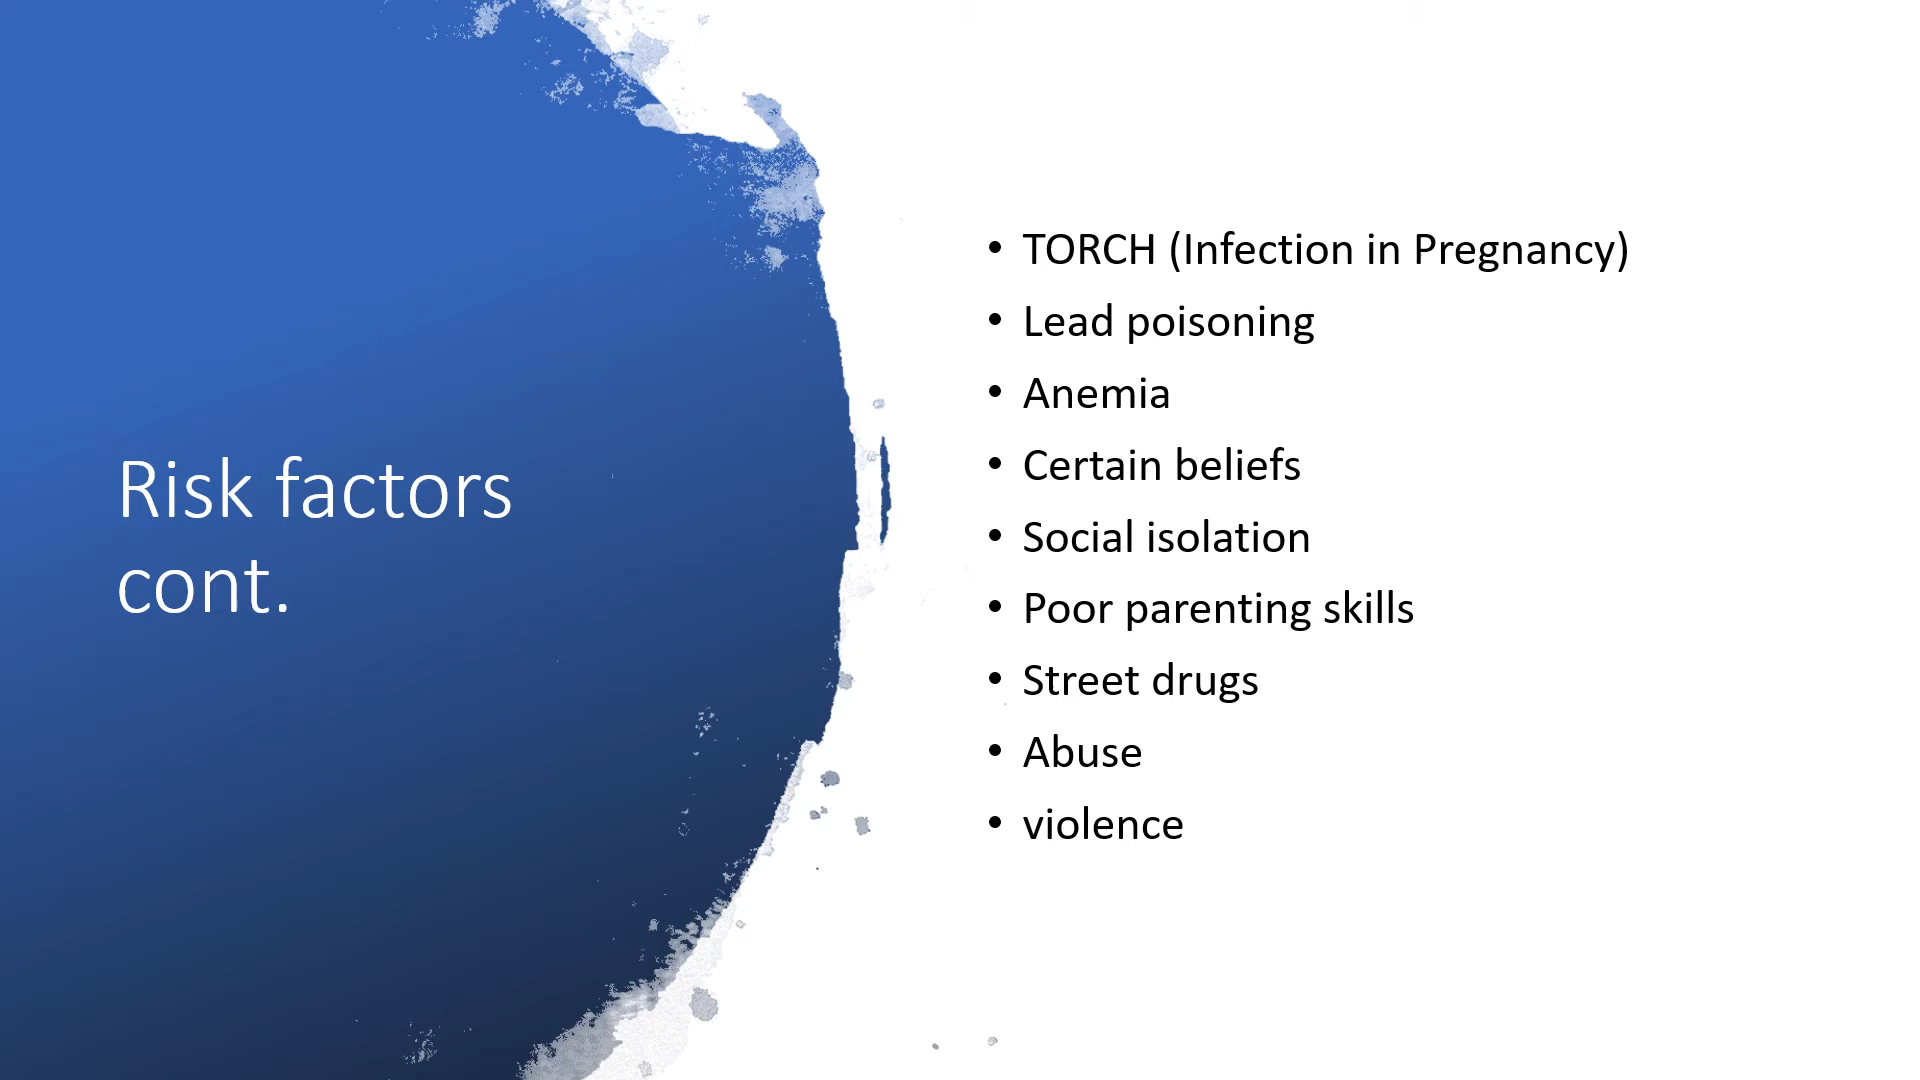 Risk factors
cont.
• TORCH (Infection in Pregnancy)
• Lead poisoning
• Anemia
• Certain beliefs
• Social isolation
• Poor parenting skills
• Street drugs
• Abuse
• violence